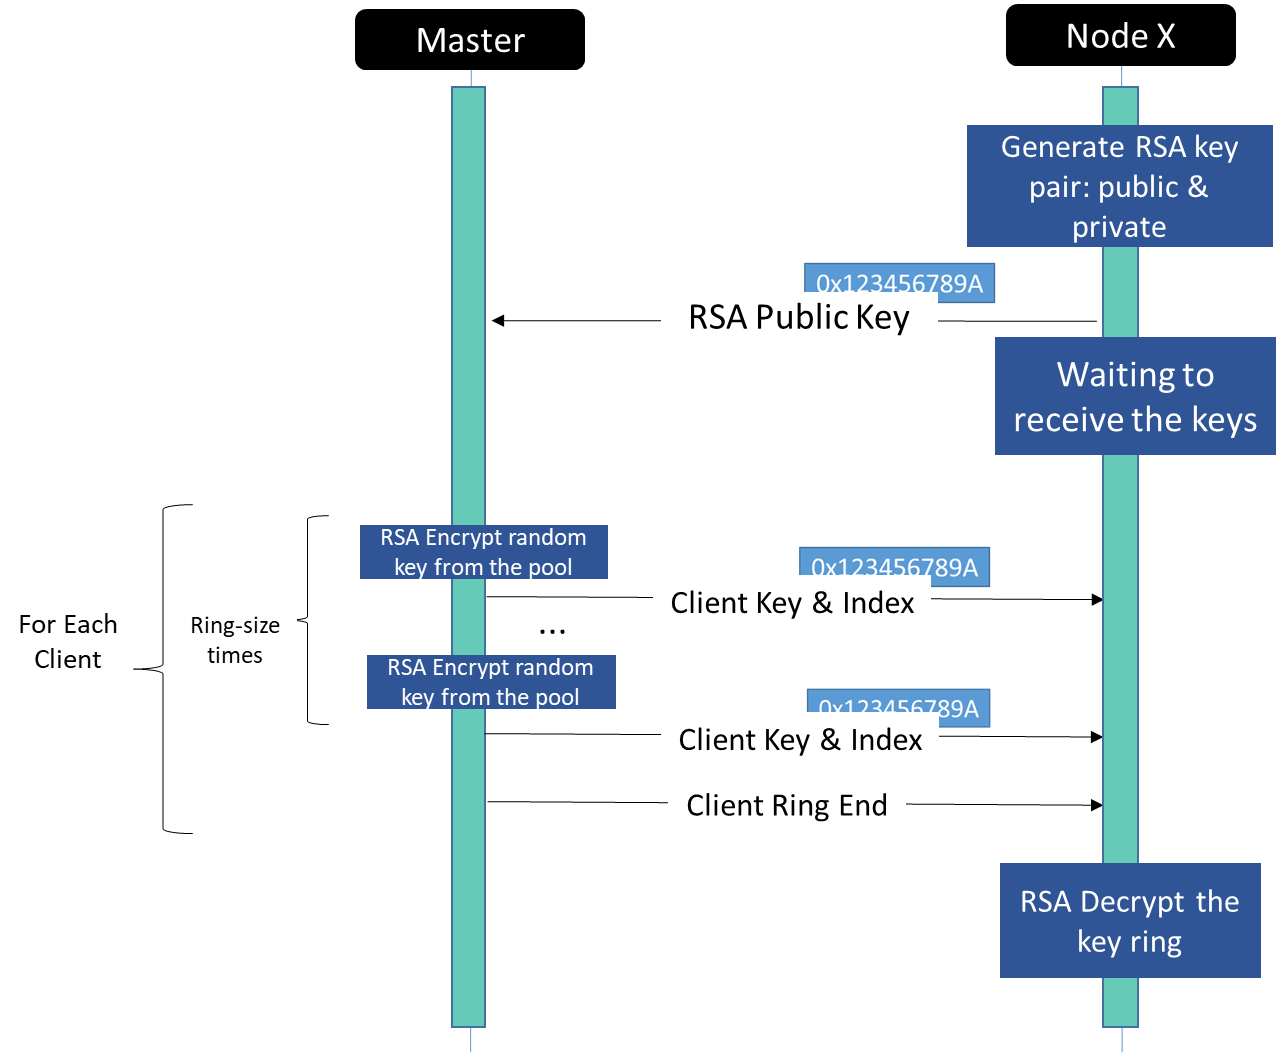 Master
Node X
Generate RSA key
pair: public &
private
0x123456789A
RSA Public Key
Waiting to
receive the keys
RSA Encrypt random
key from the pool
0x123456789A
Client Key & Index
For Each
Client
Ring-size
times
...
RSA Encrypt random
key from the pool
0x123456789A
Client Key & Index
Client Ring End
RSA Decrypt the
key ring